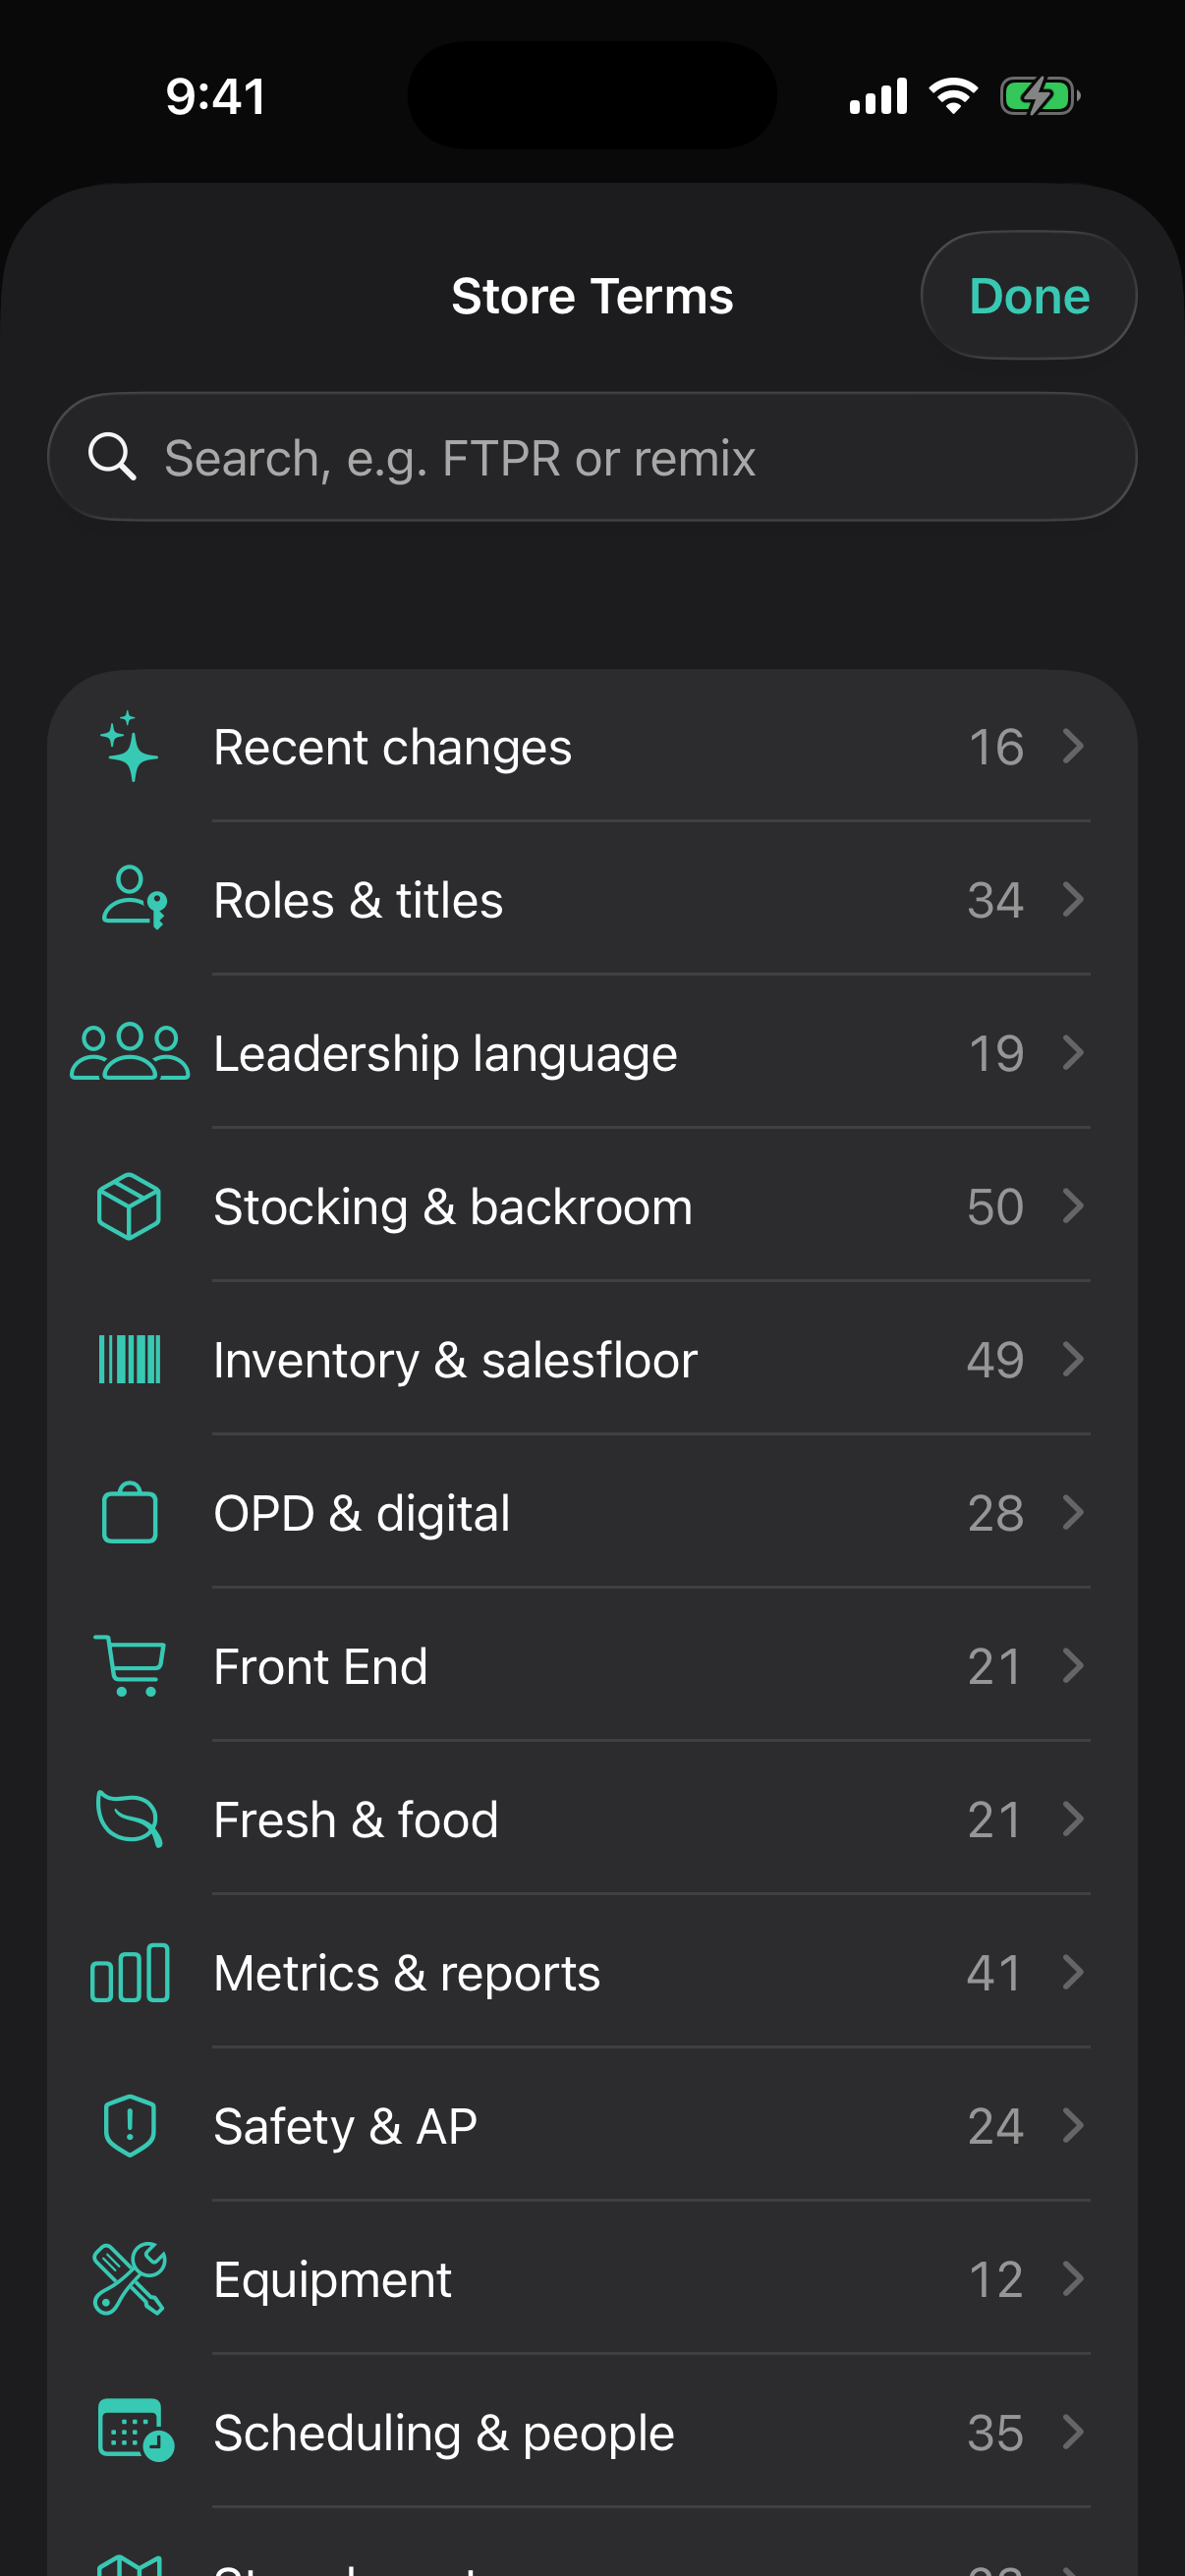 9:41
Store Terms
Done
Search, e.g. FTPR or remix
Recent changes 16
Roles & titles 34
Leadership language 19
Stocking & backroom 50
Inventory & salesfloor 49
OPD & digital 28
Front End 21
Fresh & food 21
Metrics & reports 41
Safety & AP 24
Equipment 12
Scheduling & people 35